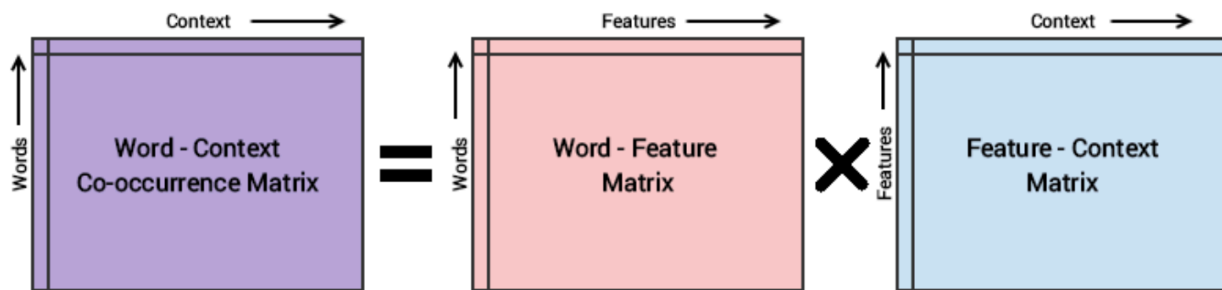 Context
Words
Word - Context
Co-occurrence Matrix
Features
Words
Word - Feature
Matrix
Context
Features
Feature - Context
Matrix